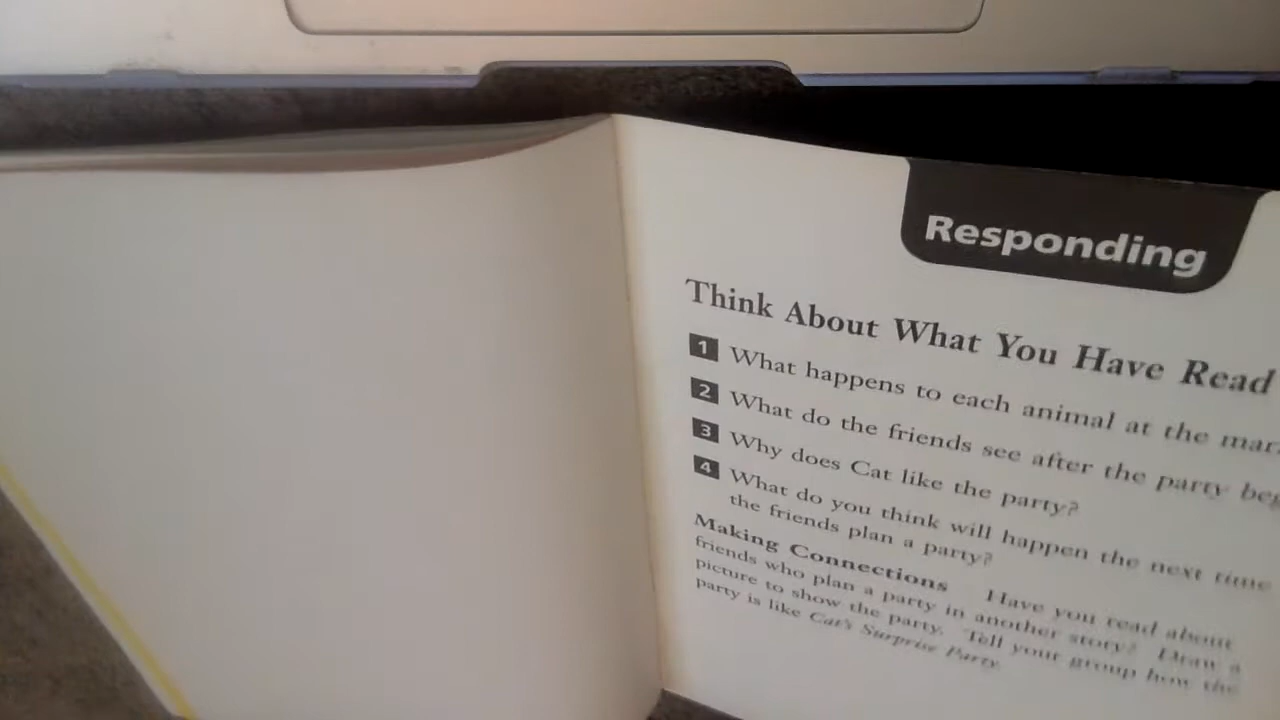 Responding
Think About What You Have Read
1 What happens to each animal at the
2 What do the friends see after the party
3 Why does Cat like the party?
4 What do you think will happen the next time
the friends plan a party?
Making Connections Have you read about
friends who plan a party in another story? Draw a
picture to show the party. Tell your group how the
party is like Cat's Surprise Party.